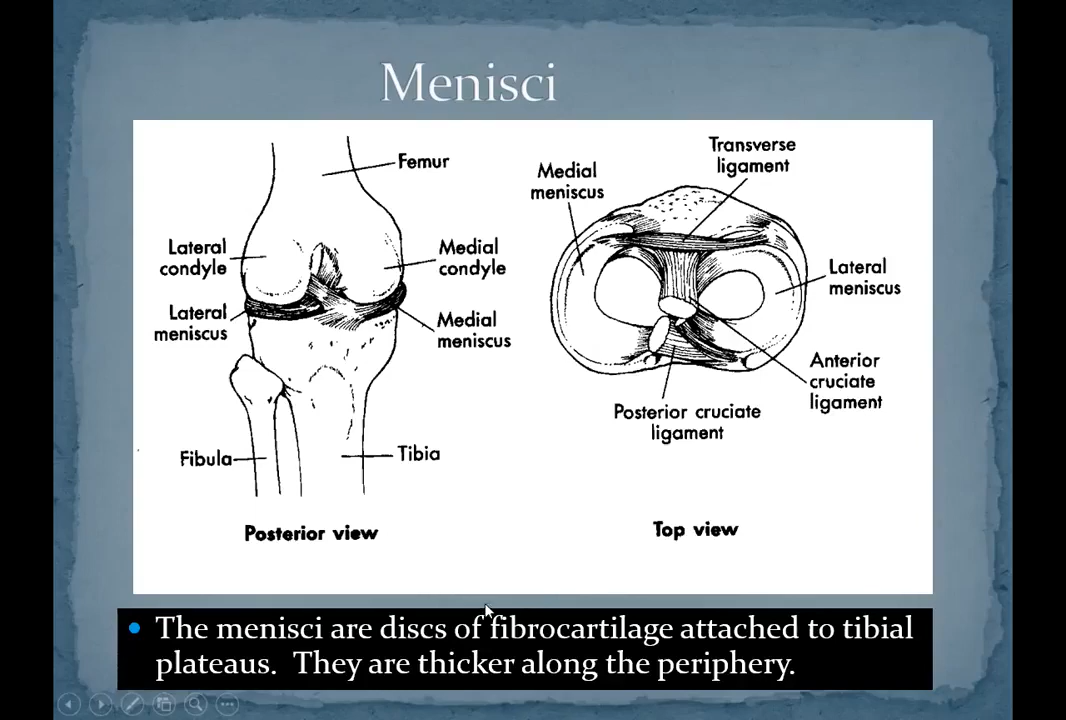 Menisci
Femur
Lateral
condyle
Medial
condyle
Lateral
meniscus
Medial
meniscus
Fibula
Tibia
Posterior view
Transverse
ligament
Medial
meniscus
Lateral
meniscus
Anterior
cruciate
ligament
Posterior cruciate
ligament
Top view
The menisci are discs of fibrocartilage attached to tibial
plateaus. They are thicker along the periphery.